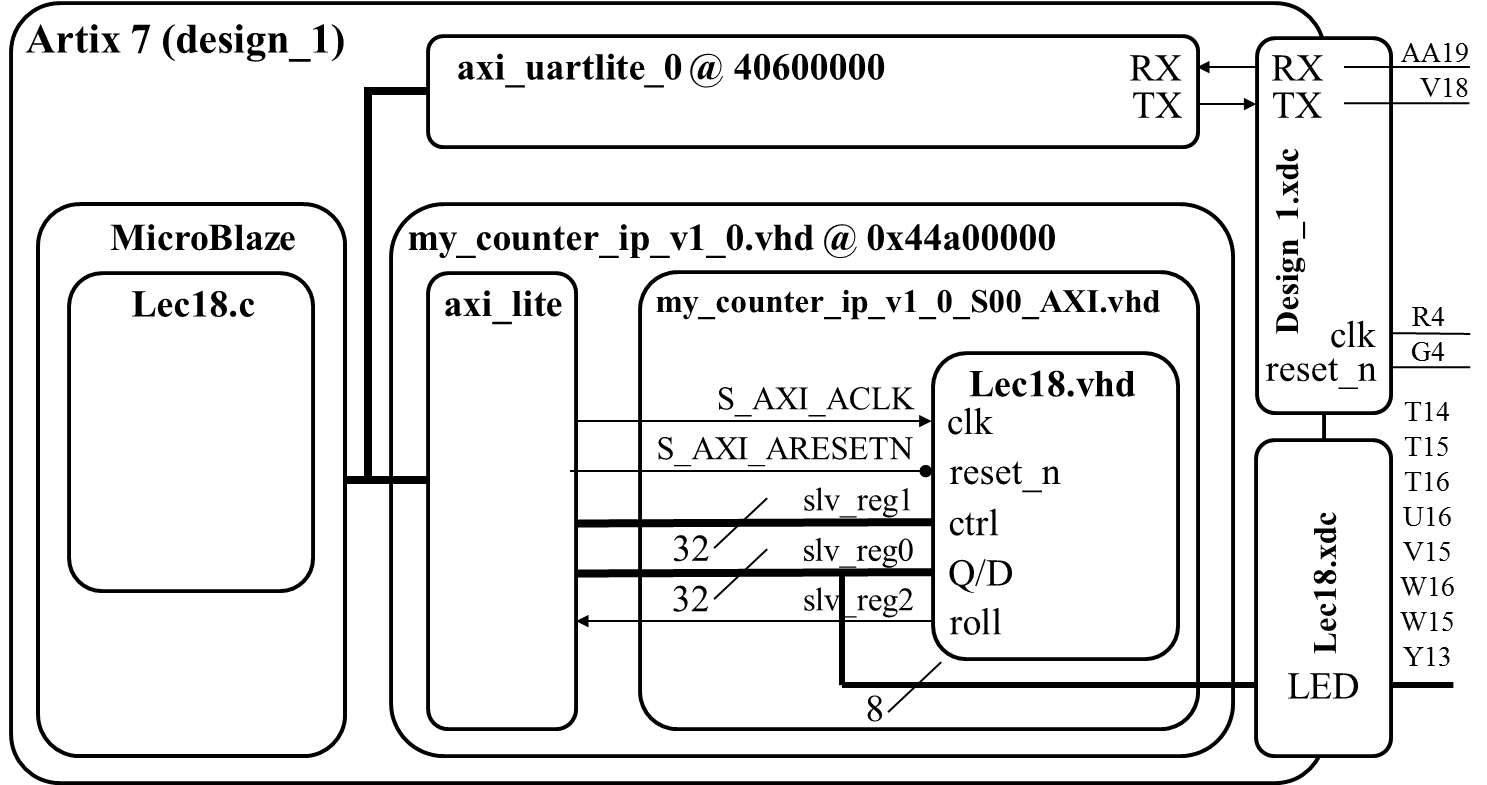 Artix 7 (design_1)
axi_uartlite_0 @ 40600000
RX
TX
RX
TX
AA19
V18
Design_1.xdc
clk
reset_n
R4
G4
MicroBlaze
Lec18.c
my_counter_ip_v1_0.vhd @ 0x44a00000
axi_lite
my_counter_ip_v1_0_S00_AXI.vhd
Lec18.vhd
S_AXI_ACLK
clk
S_AXI_ARESETN
reset_n
slv_reg1
32
ctrl
slv_reg0
32
Q/D
slv_reg2
roll
8
Lec18.xdc
LED
T14
T15
T16
U16
V15
W16
W15
Y13